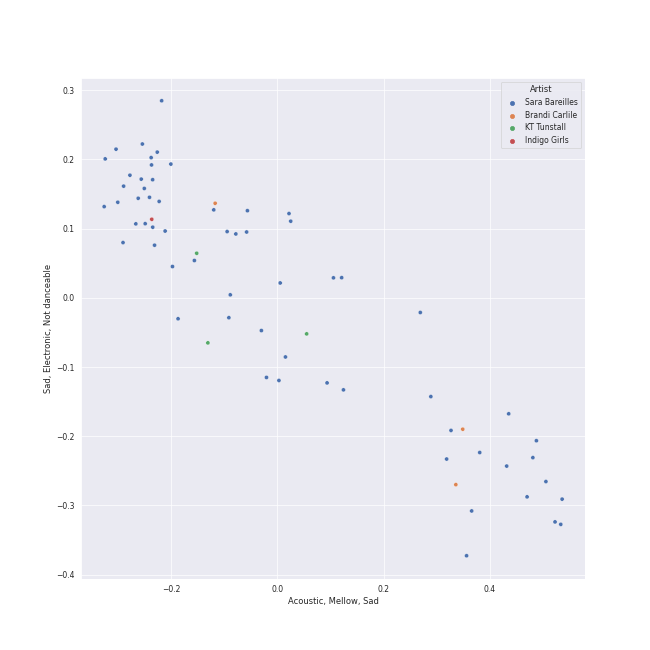 Artist
Sara Bareilles
Brandi Carlile
KT Tunstall
Indigo Girls
0.3
0.2
0.1
0.0
−0.1
−0.2
−0.3
−0.4
Sad, Electronic, Not danceable
−0.2
0.0
0.2
0.4
Acoustic, Mellow, Sad